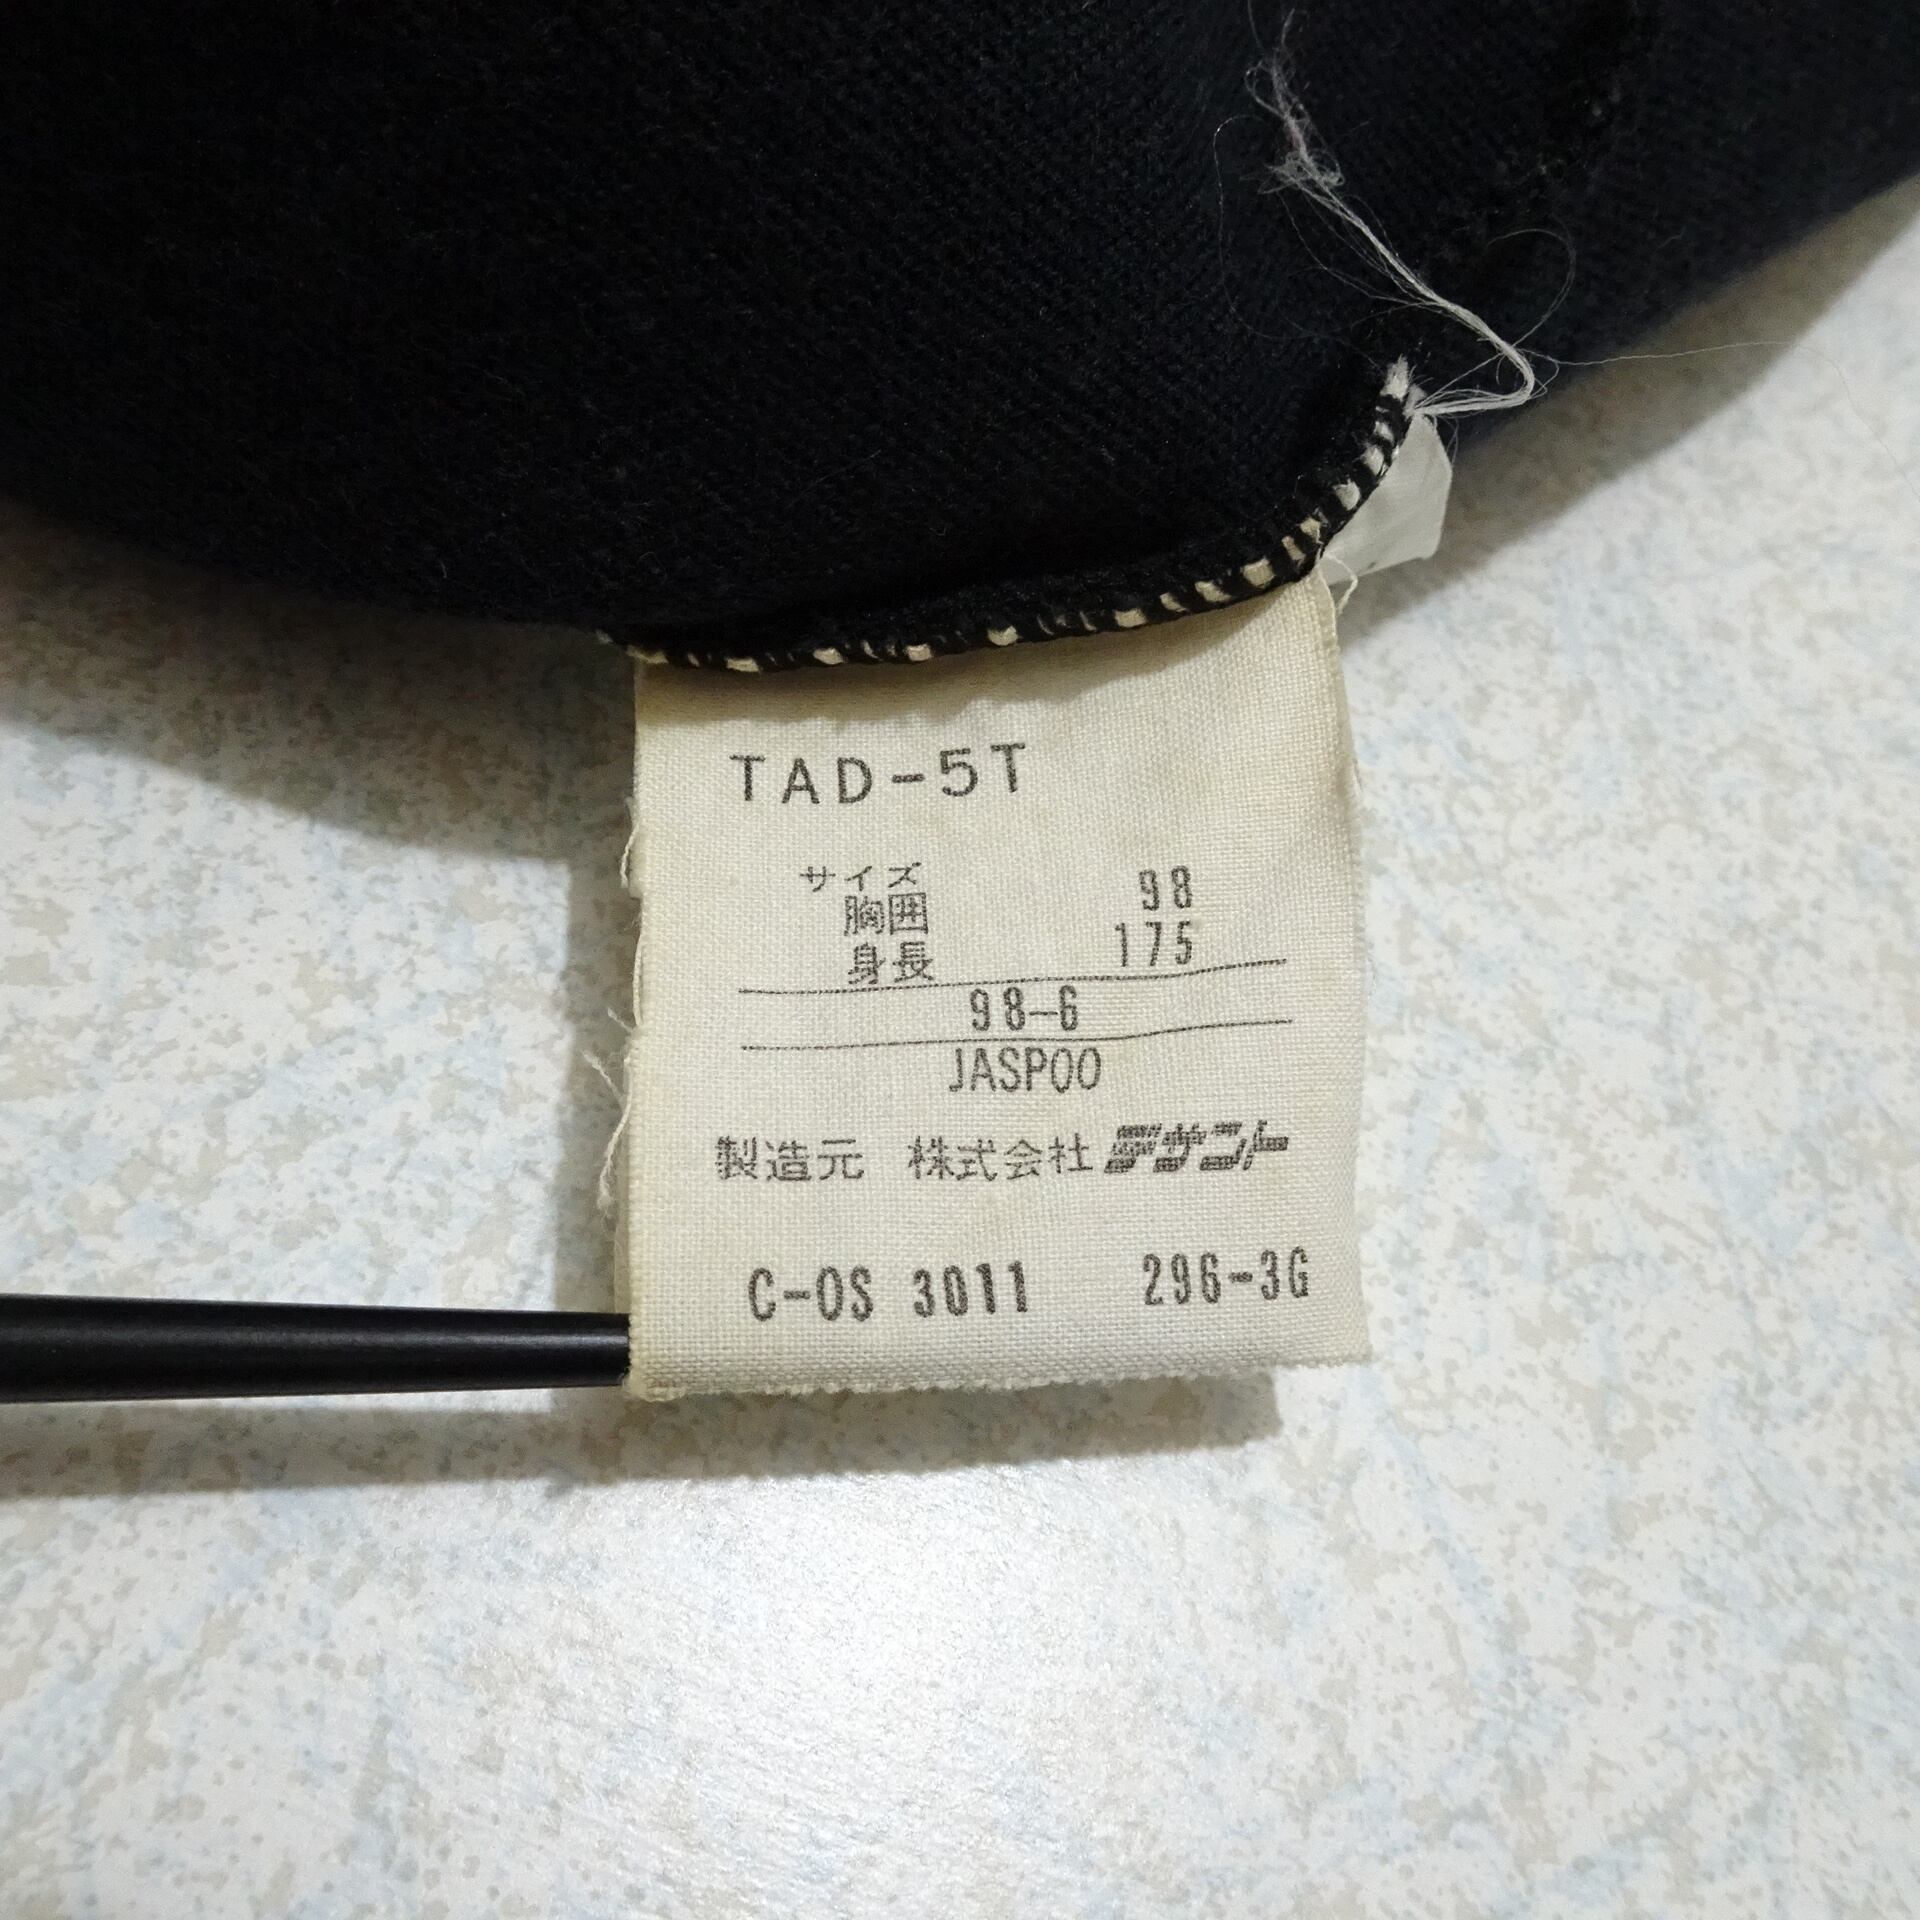 TAD-5T
サイズ
胸囲 98
身長 175
98-6
JASPOO
製造元 株式会社デサント
C-OS 3011 296-3G